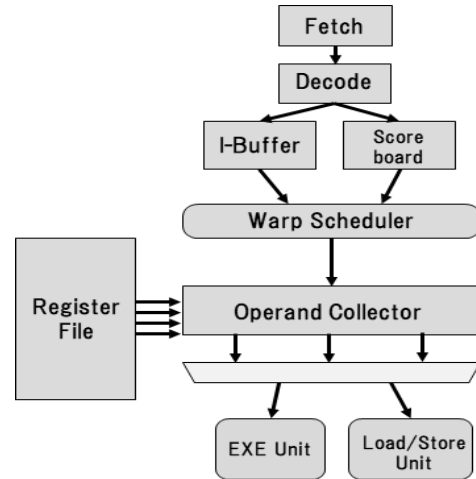 Fetch
Decode
I-Buffer
Score
board
Warp Scheduler
Register
File
Operand Collector
EXE Unit
Load/Store
Unit